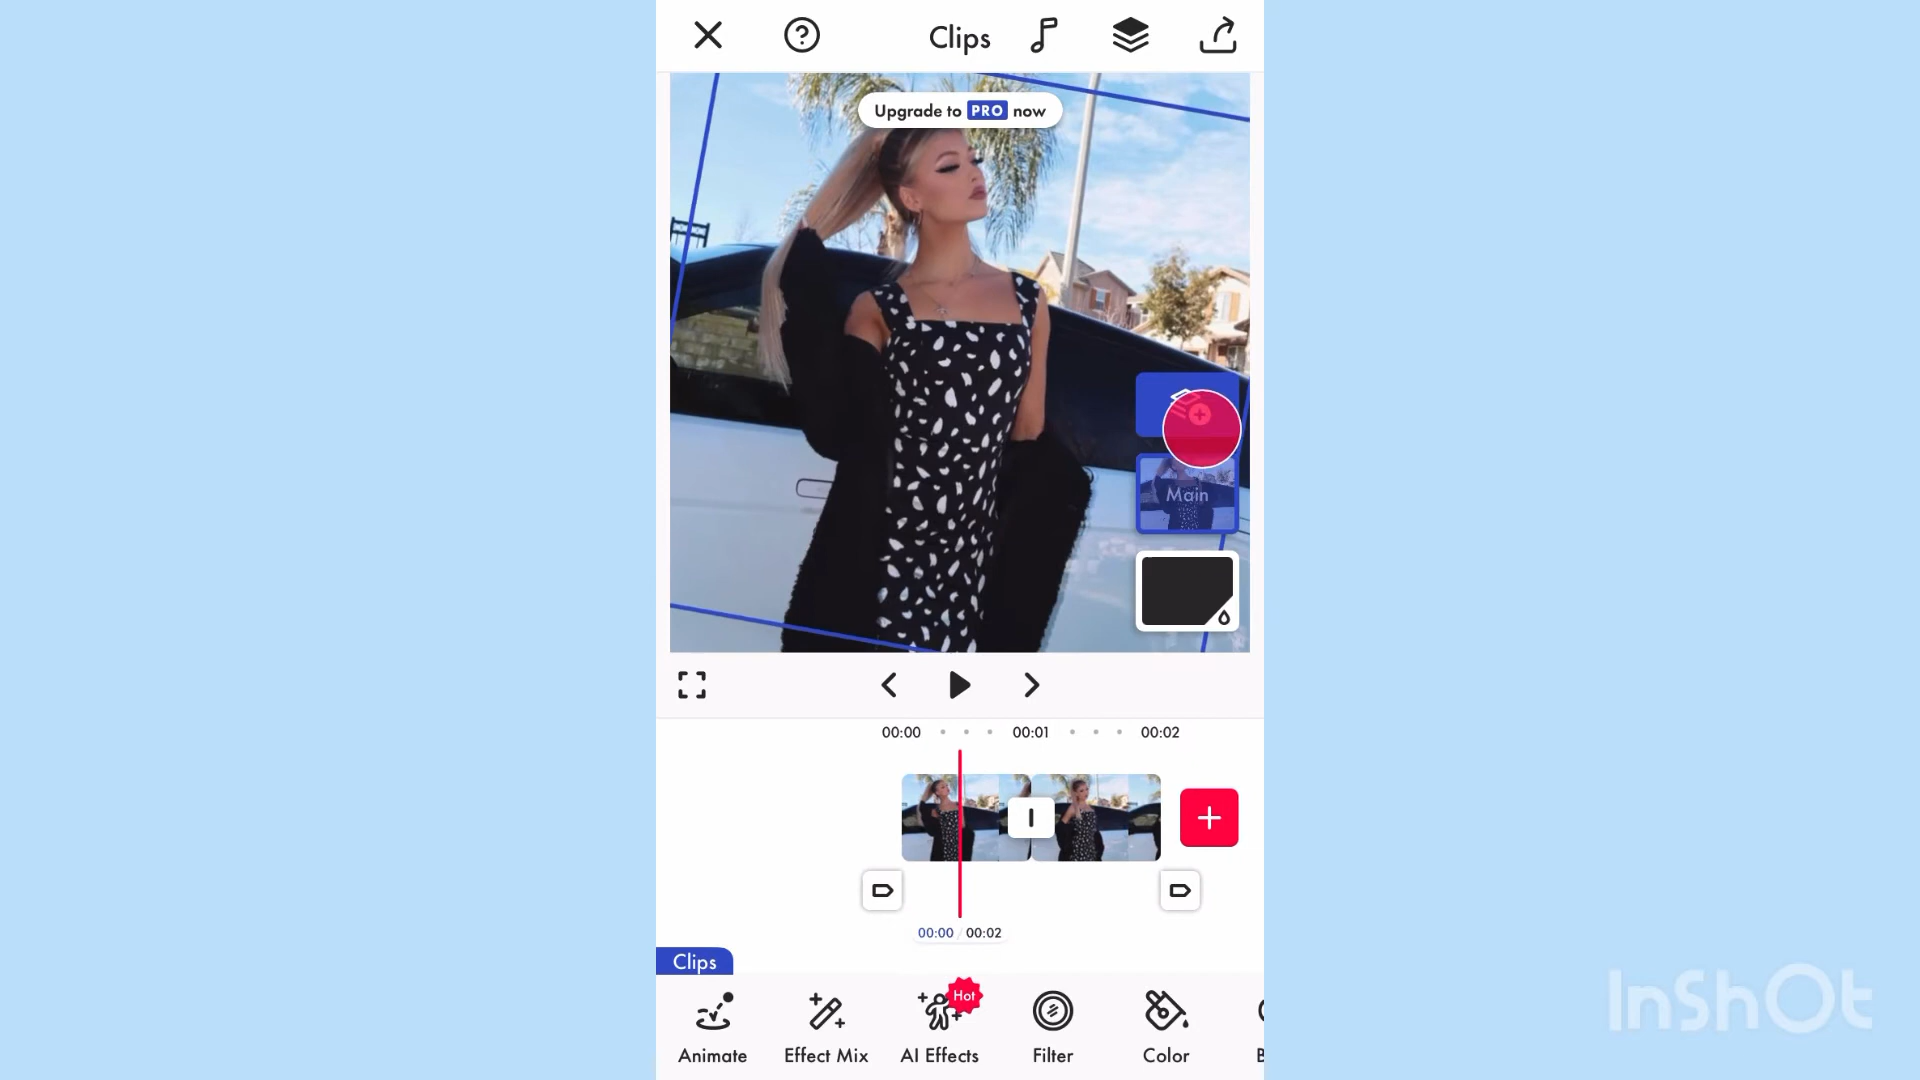 Clips
Upgrade to PRO now
Main
00:00 00:01 00:02
00:00 / 00:02
Clips
Hot
Animate Effect Mix AI Effects Filter Color
InShOt